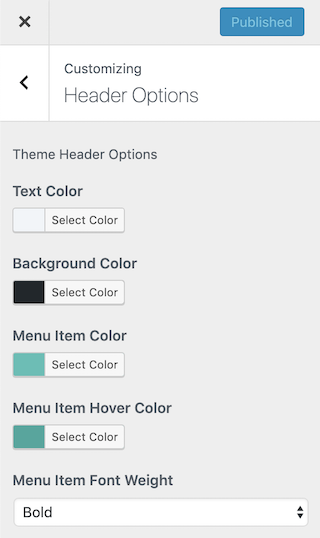 Published
Customizing
Header Options
Theme Header Options
Text Color
Select Color
Background Color
Select Color
Menu Item Color
Select Color
Menu Item Hover Color
Select Color
Menu Item Font Weight
Bold